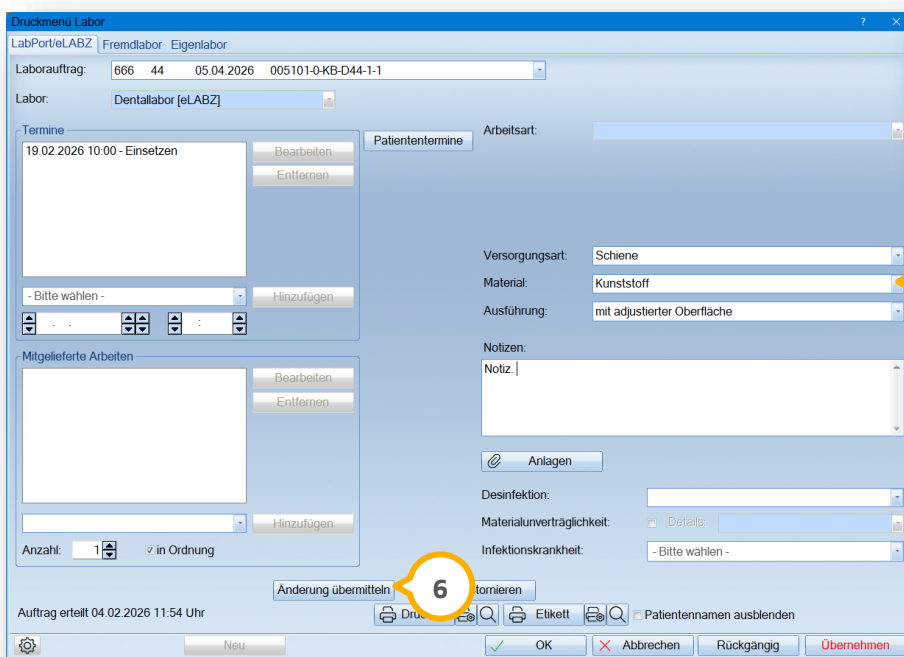 Druckmenü Labor
? ×
LabPort/eLABZ Fremdlabor Eigenlabor
Laborauftrag: 666 44 05.04.2026 005101-0-KB-D44-1-1
Labor: Dentallabor [eLABZ]
Termine
19.02.2026 10:00 - Einsetzen
Bearbeiten
Entfernen
- Bitte wählen -
Hinzufügen
. .
:
Patiententermine
Arbeitsart:
Versorgungsart: Schiene
Material: Kunststoff
Ausführung: mit adjustierter Oberfläche
Notizen:
Notiz.
Anlagen
Mitgelieferte Arbeiten
Bearbeiten
Entfernen
Hinzufügen
Anzahl: 1 in Ordnung
Desinfektion:
Materialunverträglichkeit: Details:
Infektionskrankheit: - Bitte wählen -
Änderung übermitteln 6 tornieren
Auftrag erteilt 04.02.2026 11:54 Uhr
Druc Etikett Patientennamen ausblenden
Neu OK Abbrechen Rückgängig Übernehmen